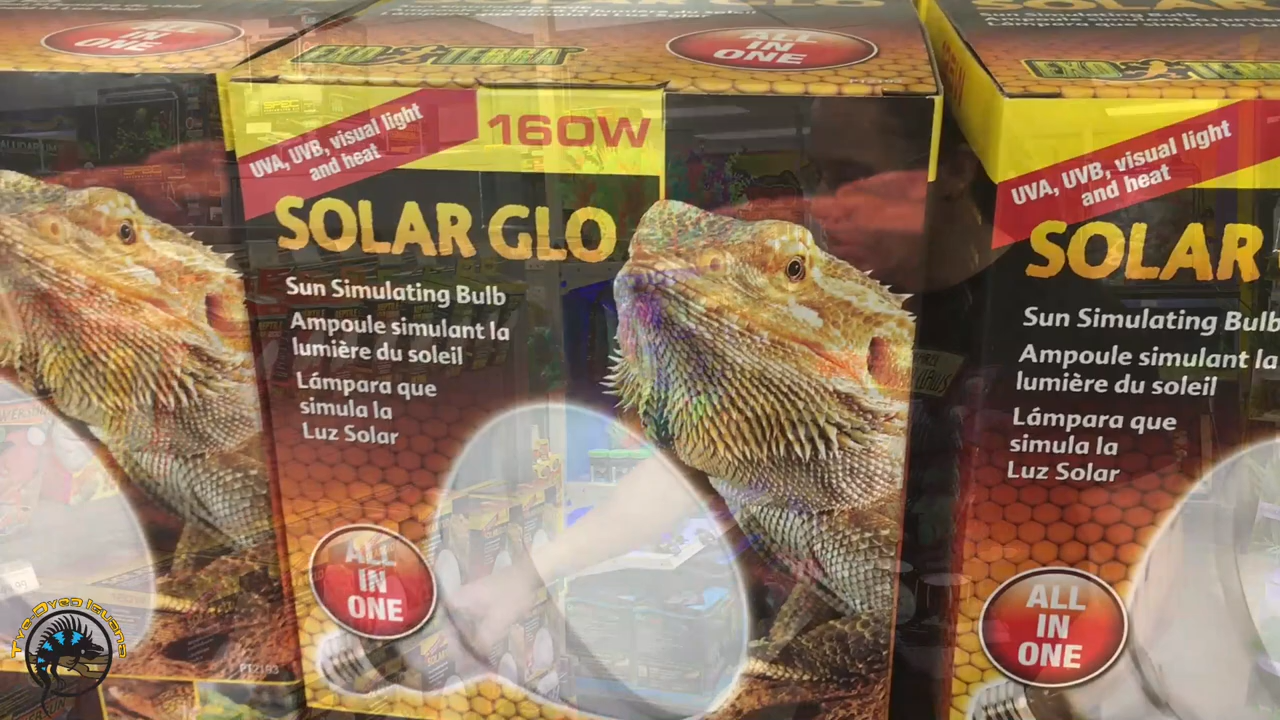 ALL
IN
ONE
EXO TERRA
ALL
IN
ONE
EXO TERRA
UVA, UVB, visual light
and heat
160W
SOLAR GLO
Sun Simulating Bulb
Ampoule simulant la
lumière du soleil
Lámpara que
simula la
Luz Solar
ALL
IN
ONE
UVA, UVB, visual light
and heat
SOLAR
Sun Simulating Bulb
Ampoule simulant la
lumière du soleil
Lámpara que
simula la
Luz Solar
ALL
IN
ONE
PT2193
Tye-Dyed Iguana